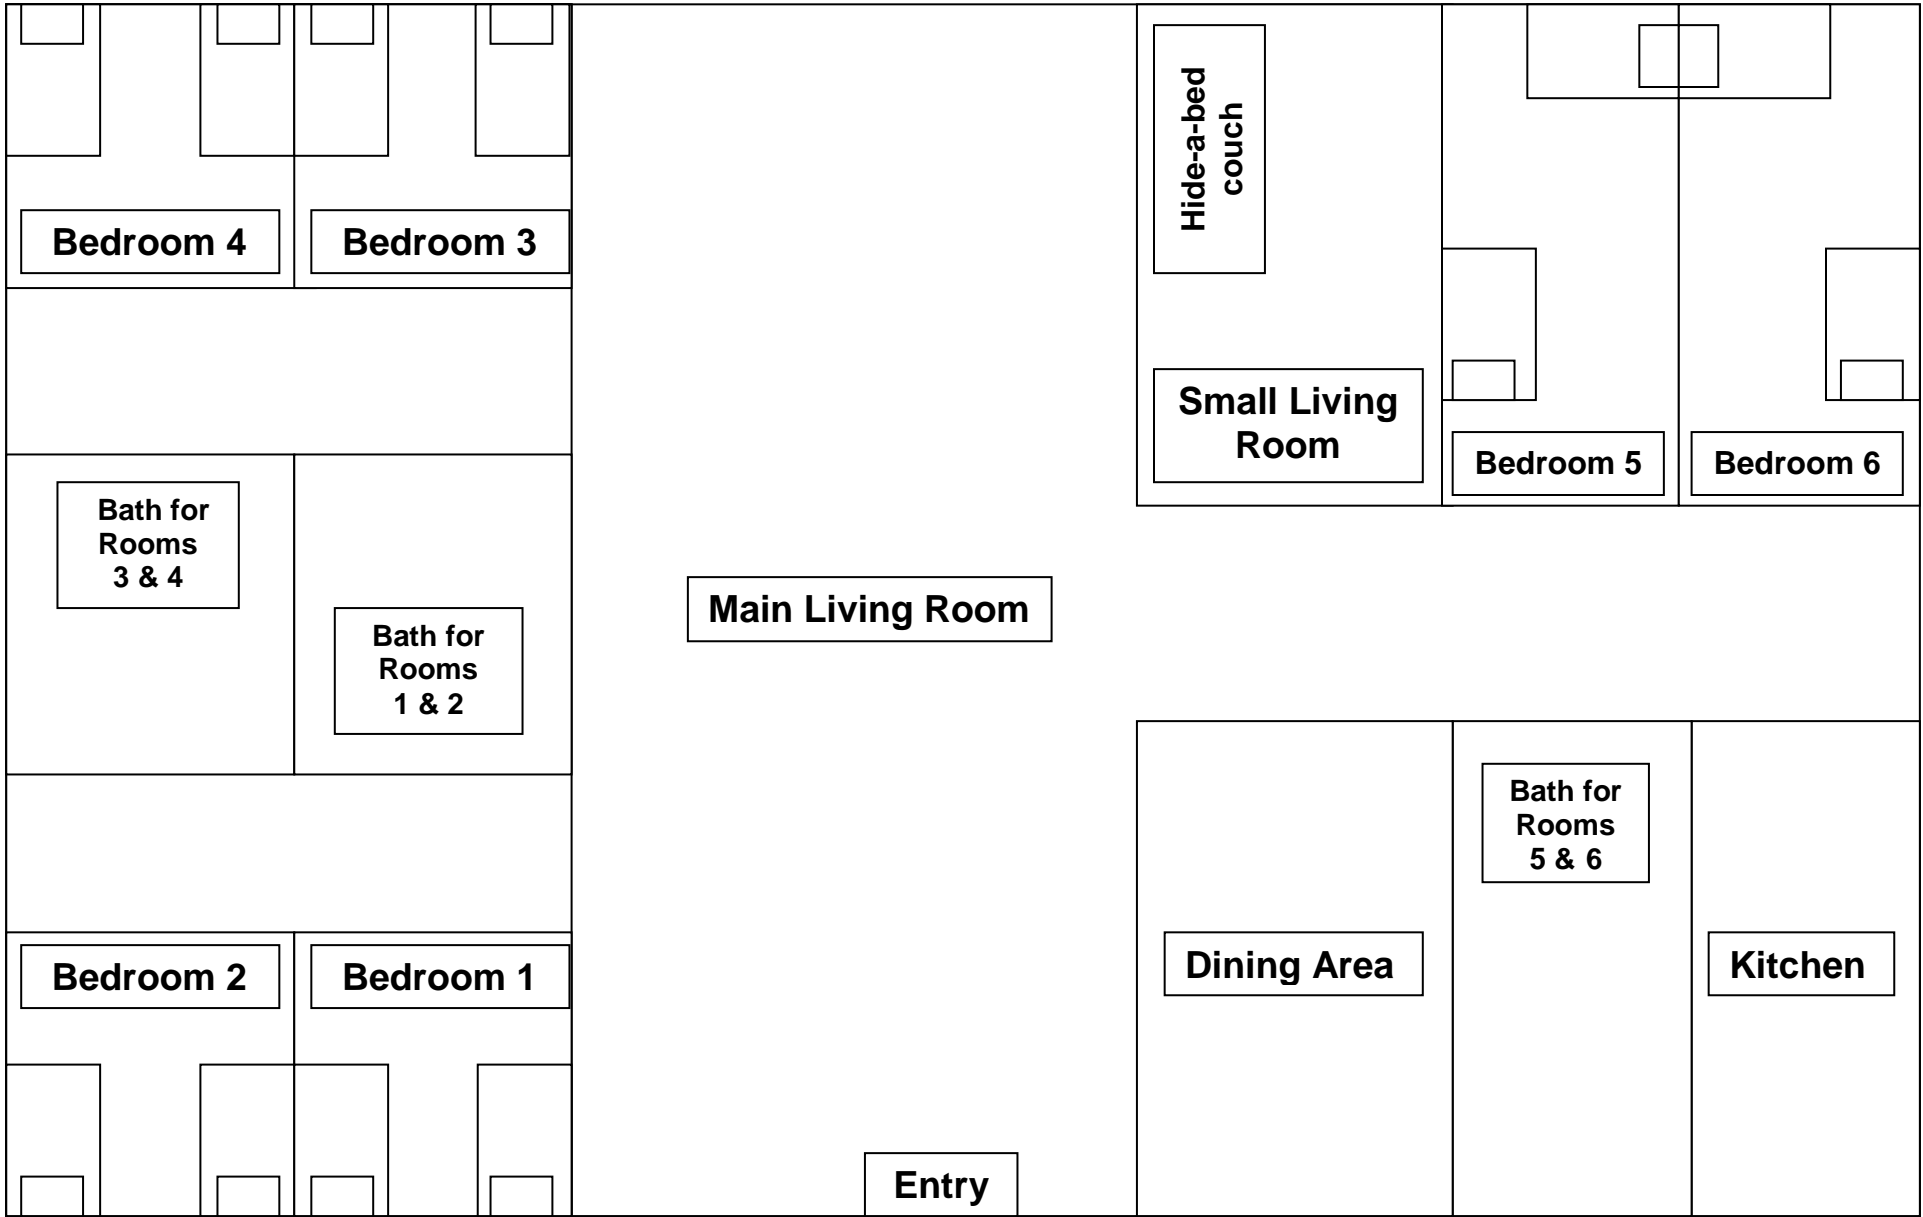 Hide-a-bed
couch
Bedroom 4
Bedroom 3
Small Living
Room
Bedroom 5
Bedroom 6
Bath for
Rooms
3 & 4
Main Living Room
Bath for
Rooms
1 & 2
Bath for
Rooms
5 & 6
Bedroom 2
Bedroom 1
Dining Area
Kitchen
Entry